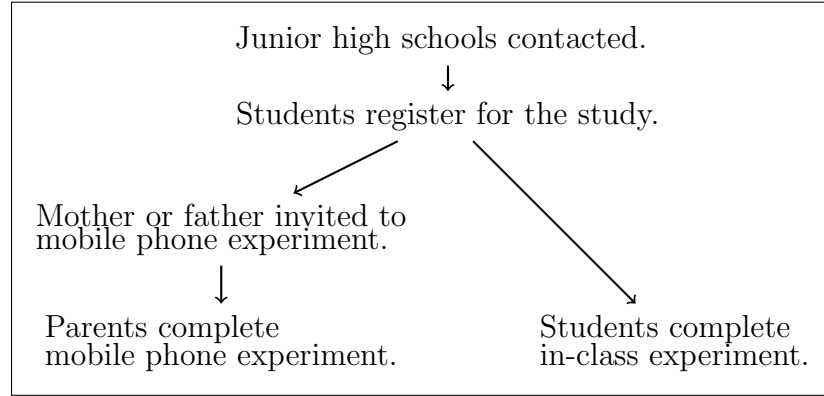 Junior high schools contacted.
Students register for the study.
Mother or father invited to
mobile phone experiment.
Parents complete
mobile phone experiment.
Students complete
in-class experiment.